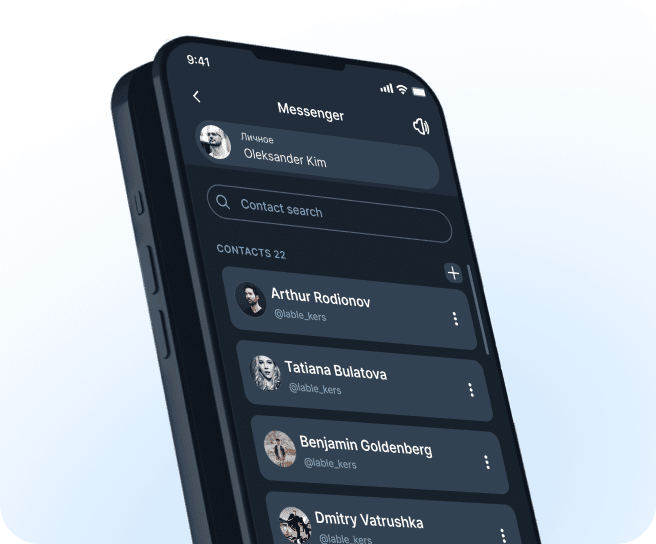 9:41
Messenger
Личное
Oleksander Kim
Contact search
CONTACTS 22
Arthur Rodionov
@lable_kers
Tatiana Bulatova
@lable_kers
Benjamin Goldenberg
@lable_kers
Dmitry Vatrushka
@lable_kers